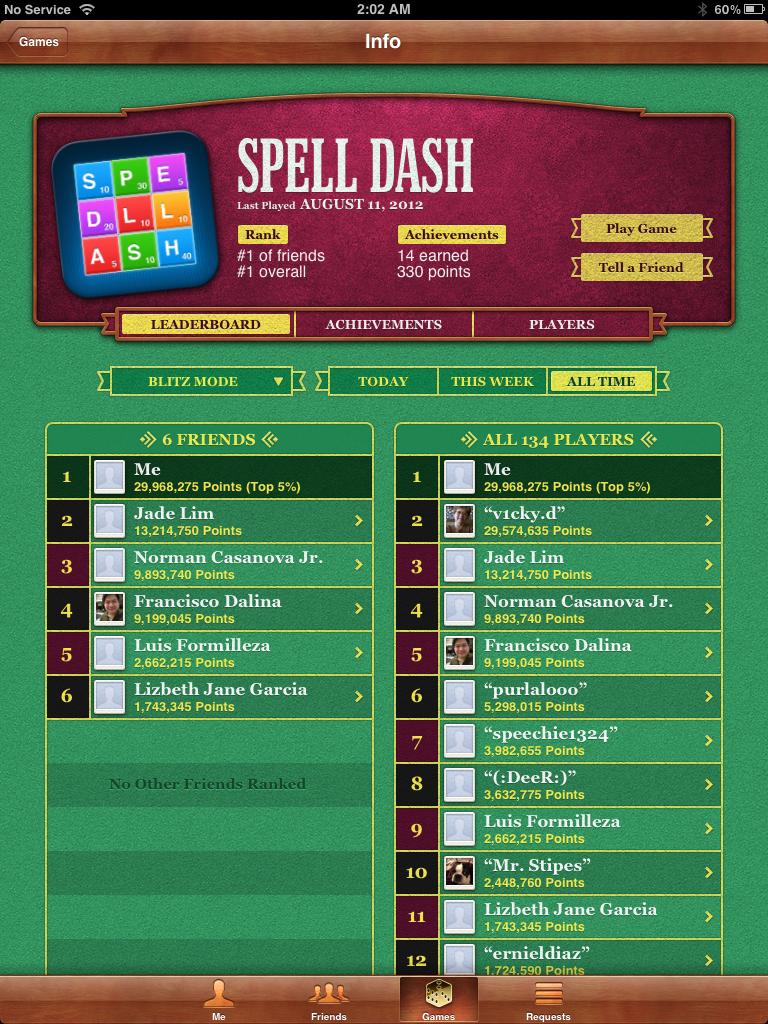 No Service 2:02 AM 60%
Games Info
S10 P30 E5
D20 L10 L10
A5 S10 H40
SPELL DASH
Last Played AUGUST 11, 2012
Rank Achievements
#1 of friends 14 earned
#1 overall 330 points
Play Game
Tell a Friend
LEADERBOARD ACHIEVEMENTS PLAYERS
BLITZ MODE TODAY THIS WEEK ALL TIME
6 FRIENDS
1 Me
29,968,275 Points (Top 5%)
2 Jade Lim
13,214,750 Points
3 Norman Casanova Jr.
9,893,740 Points
4 Francisco Dalina
9,199,045 Points
5 Luis Formilleza
2,662,215 Points
6 Lizbeth Jane Garcia
1,743,345 Points
No Other Friends Ranked
ALL 134 PLAYERS
1 Me
29,968,275 Points (Top 5%)
2 “v1cky.d”
29,574,635 Points
3 Jade Lim
13,214,750 Points
4 Norman Casanova Jr.
9,893,740 Points
5 Francisco Dalina
9,199,045 Points
6 “purlalooo”
5,298,015 Points
7 “speechie1324”
3,982,655 Points
8 “(:DeeR:)”
3,632,775 Points
9 Luis Formilleza
2,662,215 Points
10 “Mr. Stipes”
2,448,760 Points
11 Lizbeth Jane Garcia
1,743,345 Points
12 “ernieldiaz”
1,724,590 Points
Me Friends Games Requests